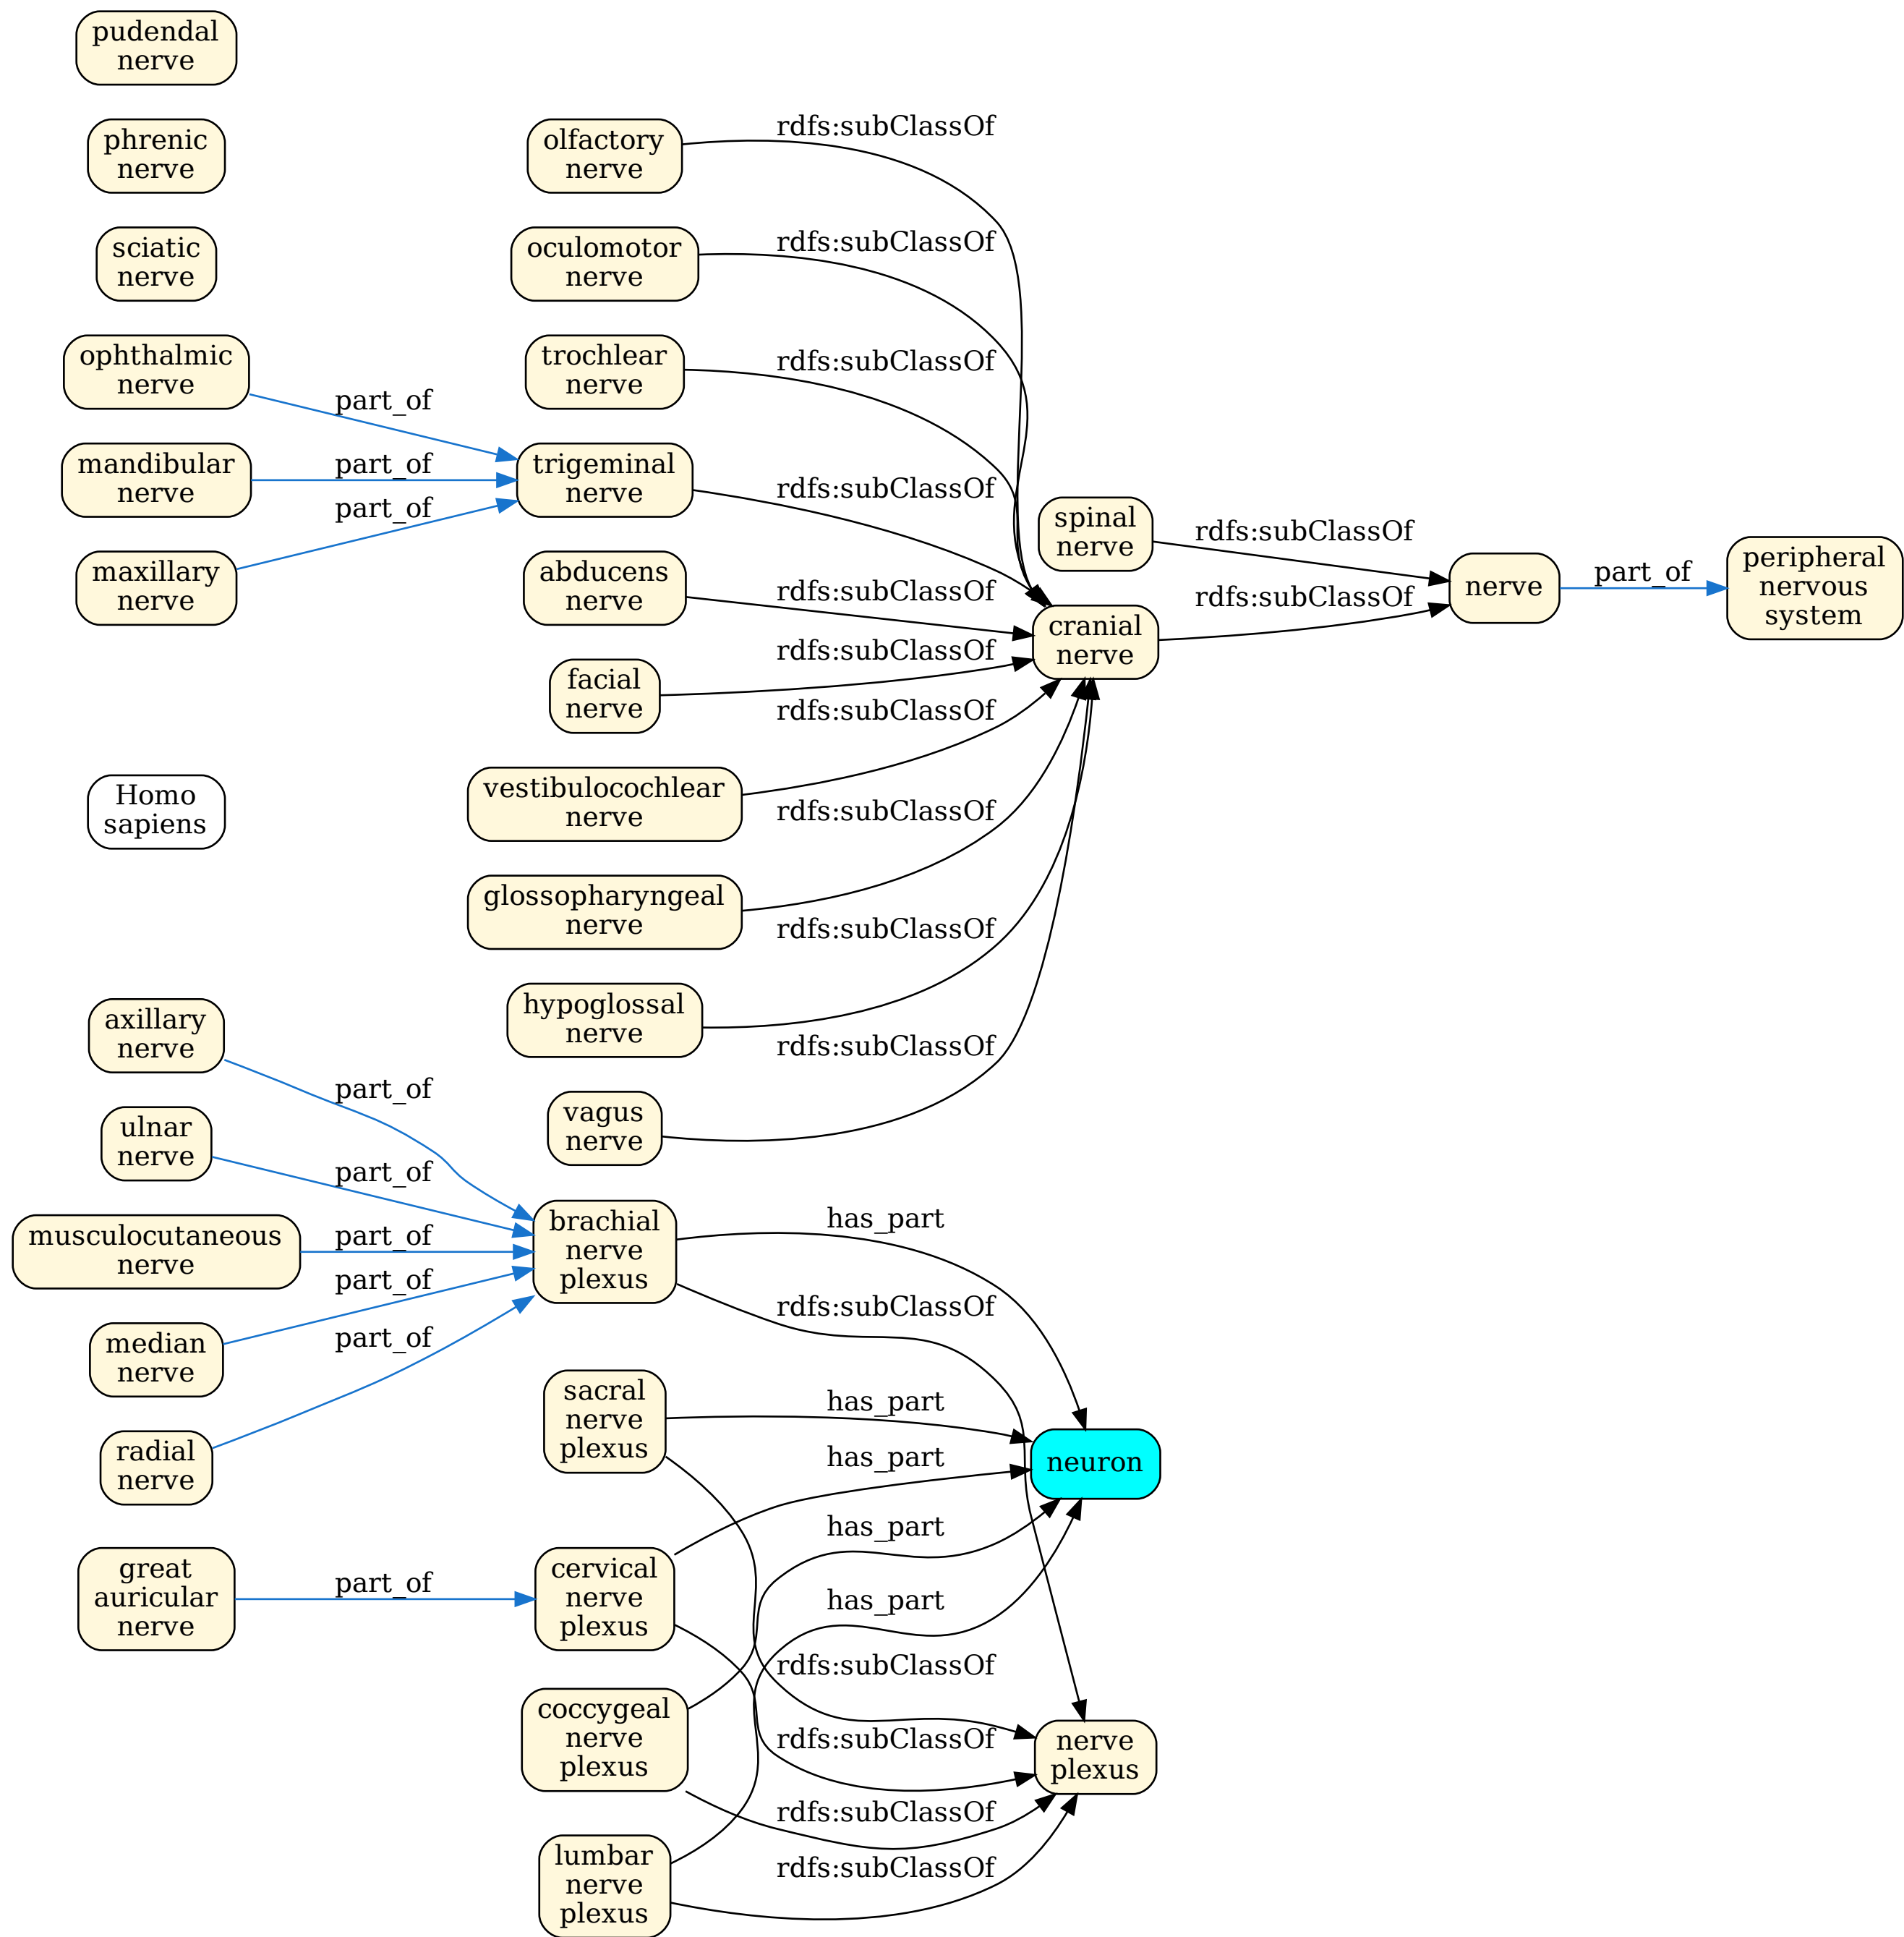 pudendal
nerve
phrenic
nerve
sciatic
nerve
ophthalmic
nerve
mandibular
nerve
maxillary
nerve
Homo
sapiens
axillary
nerve
ulnar
nerve
musculocutaneous
nerve
median
nerve
radial
nerve
great
auricular
nerve
part_of
part_of
part_of
part_of
part_of
part_of
part_of
part_of
part_of
olfactory
nerve
oculomotor
nerve
trochlear
nerve
trigeminal
nerve
abducens
nerve
facial
nerve
vestibulocochlear
nerve
glossopharyngeal
nerve
hypoglossal
nerve
vagus
nerve
brachial
nerve
plexus
sacral
nerve
plexus
cervical
nerve
plexus
coccygeal
nerve
plexus
lumbar
nerve
plexus
rdfs:subClassOf
rdfs:subClassOf
rdfs:subClassOf
rdfs:subClassOf
rdfs:subClassOf
rdfs:subClassOf
rdfs:subClassOf
rdfs:subClassOf
rdfs:subClassOf
rdfs:subClassOf
has_part
rdfs:subClassOf
has_part
has_part
has_part
has_part
rdfs:subClassOf
rdfs:subClassOf
rdfs:subClassOf
rdfs:subClassOf
spinal
nerve
cranial
nerve
neuron
nerve
plexus
rdfs:subClassOf
rdfs:subClassOf
nerve
part_of
peripheral
nervous
system